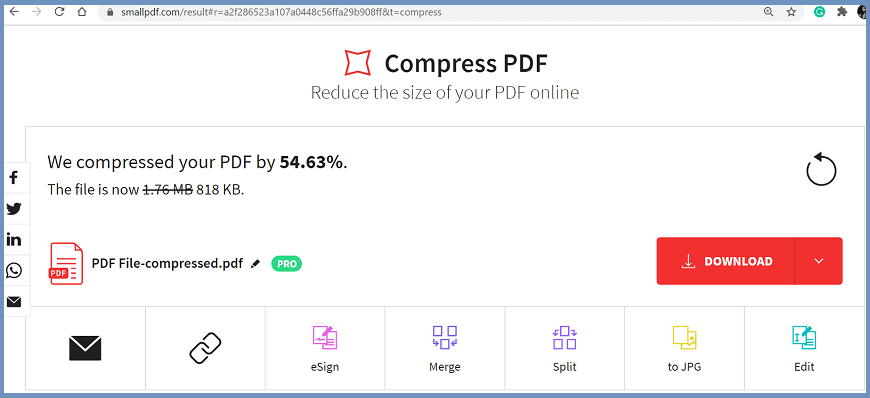 smallpdf.com/result#r=a2f286523a107a0448c56ffa29b908ff&t=compress
Compress PDF
Reduce the size of your PDF online
We compressed your PDF by 54.63%.
The file is now 1.76 MB 818 KB.
PDF
PDF File-compressed.pdf
PRO
DOWNLOAD
eSign
Merge
Split
to JPG
Edit